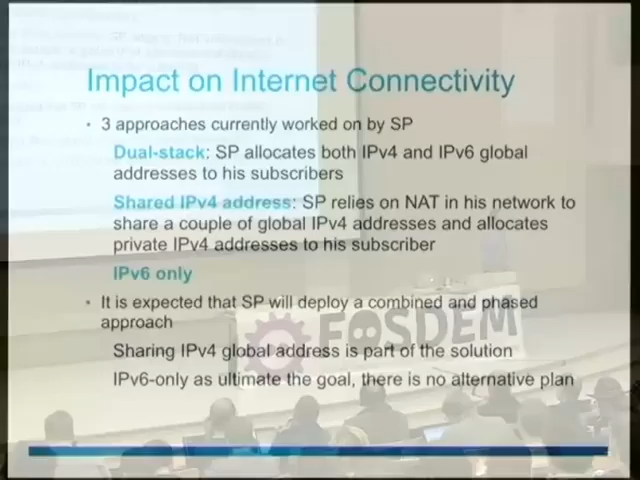 Impact on Internet Connectivity
• 3 approaches currently worked on by SP
Dual-stack: SP allocates both IPv4 and IPv6 global
addresses to his subscribers
Shared IPv4 address: SP relies on NAT in his network to
share a couple of global IPv4 addresses and allocates
private IPv4 addresses to his subscriber
IPv6 only
• It is expected that SP will deploy a combined and phased
approach
FOSDEM
Sharing IPv4 global address is part of the solution
IPv6-only as ultimate the goal, there is no alternative plan